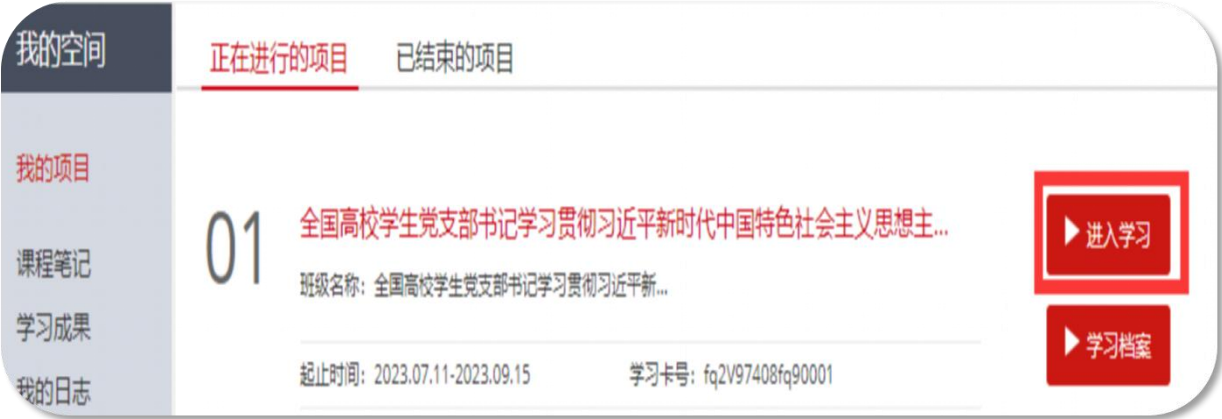 我的空间
正在进行的项目 已结束的项目
我的项目
01
全国高校学生党支部书记学习贯彻习近平新时代中国特色社会主义思想主...
进入学习
课程笔记
班级名称：全国高校学生党支部书记学习贯彻习近平新...
学习成果
学习档案
起止时间：2023.07.11-2023.09.15 学习卡号：fq2V97408fq90001
我的日志